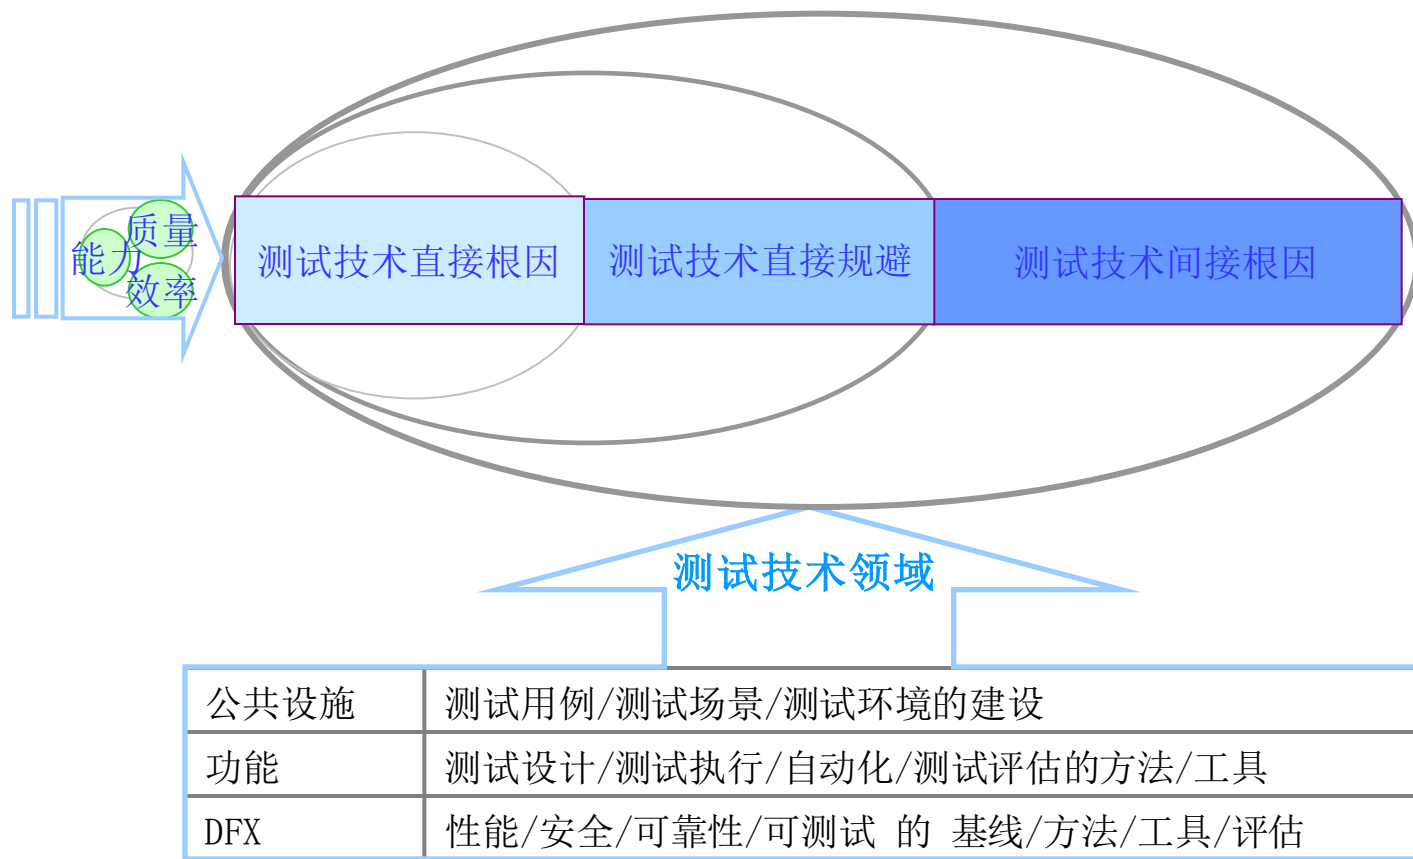 质量
能力
效率
测试技术直接根因
测试技术直接规避
测试技术间接根因
测试技术领域
公共设施 测试用例/测试场景/测试环境的建设
功能 测试设计/测试执行/自动化/测试评估的方法/工具
DFX 性能/安全/可靠性/可测试 的 基线/方法/工具/评估